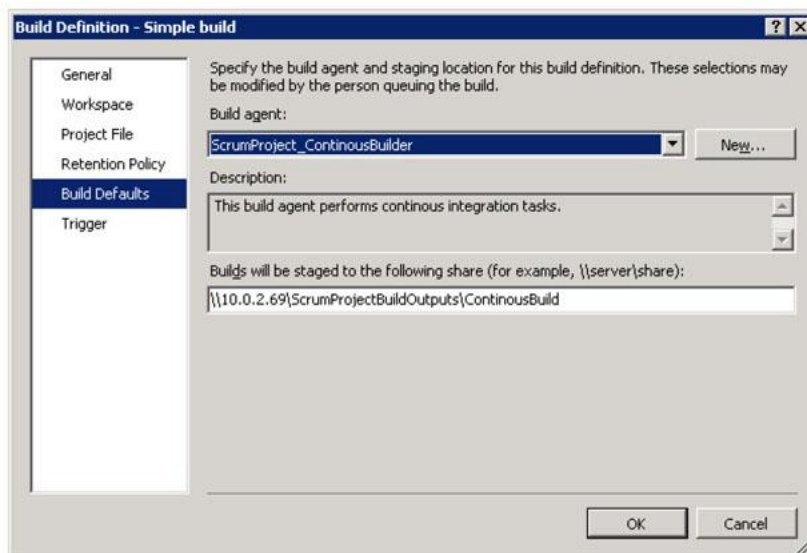 Build Definition - Simple build
General
Workspace
Project File
Retention Policy
Build Defaults
Trigger
Specify the build agent and staging location for this build definition. These selections may
be modified by the person queuing the build.
Build agent:
ScrumProject_ContinousBuilder
New...
Description:
This build agent performs continous integration tasks.
Builds will be staged to the following share (for example, \\server\share):
\\10.0.2.69\ScrumProjectBuildOutputs\ContinousBuild
OK
Cancel